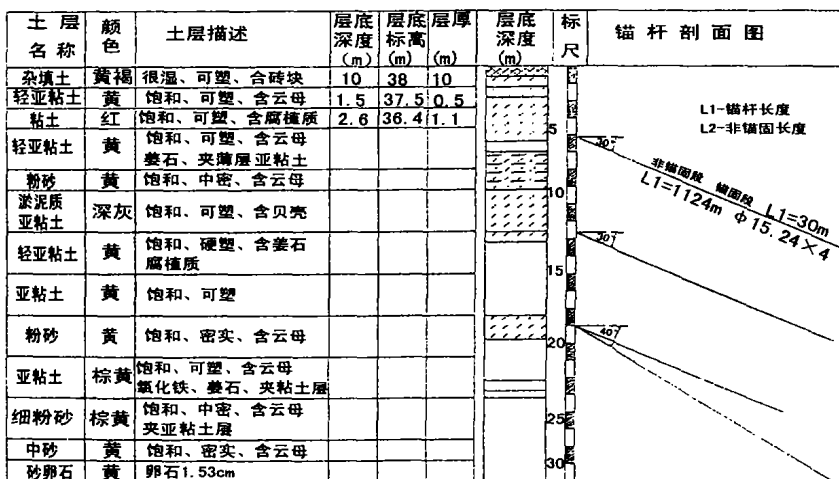 土层名称 颜色 土层描述 层底深度(m) 层底标高(m) 层厚(m) 层底深度(m) 标尺 锚杆剖面图
杂填土 黄褐 很湿、可塑、含砖块 10 38 10
轻亚粘土 黄 饱和、可塑、含云母 1.5 37.5 0.5
粘土 红 饱和、可塑、含腐植质 2.6 36.4 1.1
轻亚粘土 黄 饱和、可塑、含云母
姜石、夹薄层亚粘土
粉砂 黄 饱和、中密、含云母
淤泥质
亚粘土 深灰 饱和、可塑、含贝壳
轻亚粘土 黄 饱和、硬塑、含姜石
腐植质
亚粘土 黄 饱和、可塑
粉砂 黄 饱和、密实、含云母
亚粘土 棕黄 饱和、可塑、含云母
氧化铁、姜石、夹粘土层
细粉砂 棕黄 饱和、中密、含云母
夹亚粘土层
中砂 黄 饱和、密实、含云母
砂卵石 黄 卵石1.53cm
5
10
15
20
25
30
L1-锚杆长度
L2-非锚固长度
30°
非锚固段 锚固段 L1=30m
L1=1124m ф15.24×4
30°
40°